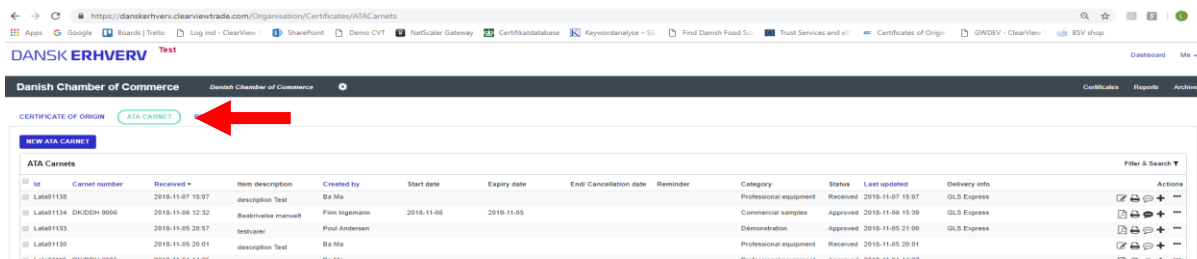 https://danskerhverv.clearviewtrade.com/Organisation/Certificates/ATACarnets
Apps Google Boards | Trello Log ind - ClearView SharePoint Demo CVT NetScaler Gateway Certifikatdatabase Keywordanalyse – Find Danish Food Trust Services and Certificates of Origin GWDEV - ClearView BSV shop
DANSK ERHVERV Test
Dashboard Me
Danish Chamber of Commerce Danish Chamber of Commerce Certificates Reports Archive
CERTIFICATE OF ORIGIN ATA CARNET
NEW ATA CARNET
ATA Carnets Filter & Search
Id Carnet number Received Item description Created by Start date Expiry date End/ Cancellation date Reminder Category Status Last updated Delivery info Actions
Lata01138 2018-11-07 15:07 description Test Ba Ma Professional equipment Received 2018-11-07 15:07 GLS Express
Lata01134 DK/DDH 9006 2018-11-06 12:32 Beskrivelse manuelt Finn Ingemann 2018-11-06 2019-11-05 Commercial samples Approved 2018-11-06 15:39 GLS Express
Lata01133 2018-11-05 20:57 testvarer Poul Andersen Démonstration Approved 2018-11-05 21:00 GLS Express
Lata01130 2018-11-05 20:01 description Test Ba Ma Professional equipment Received 2018-11-05 20:01